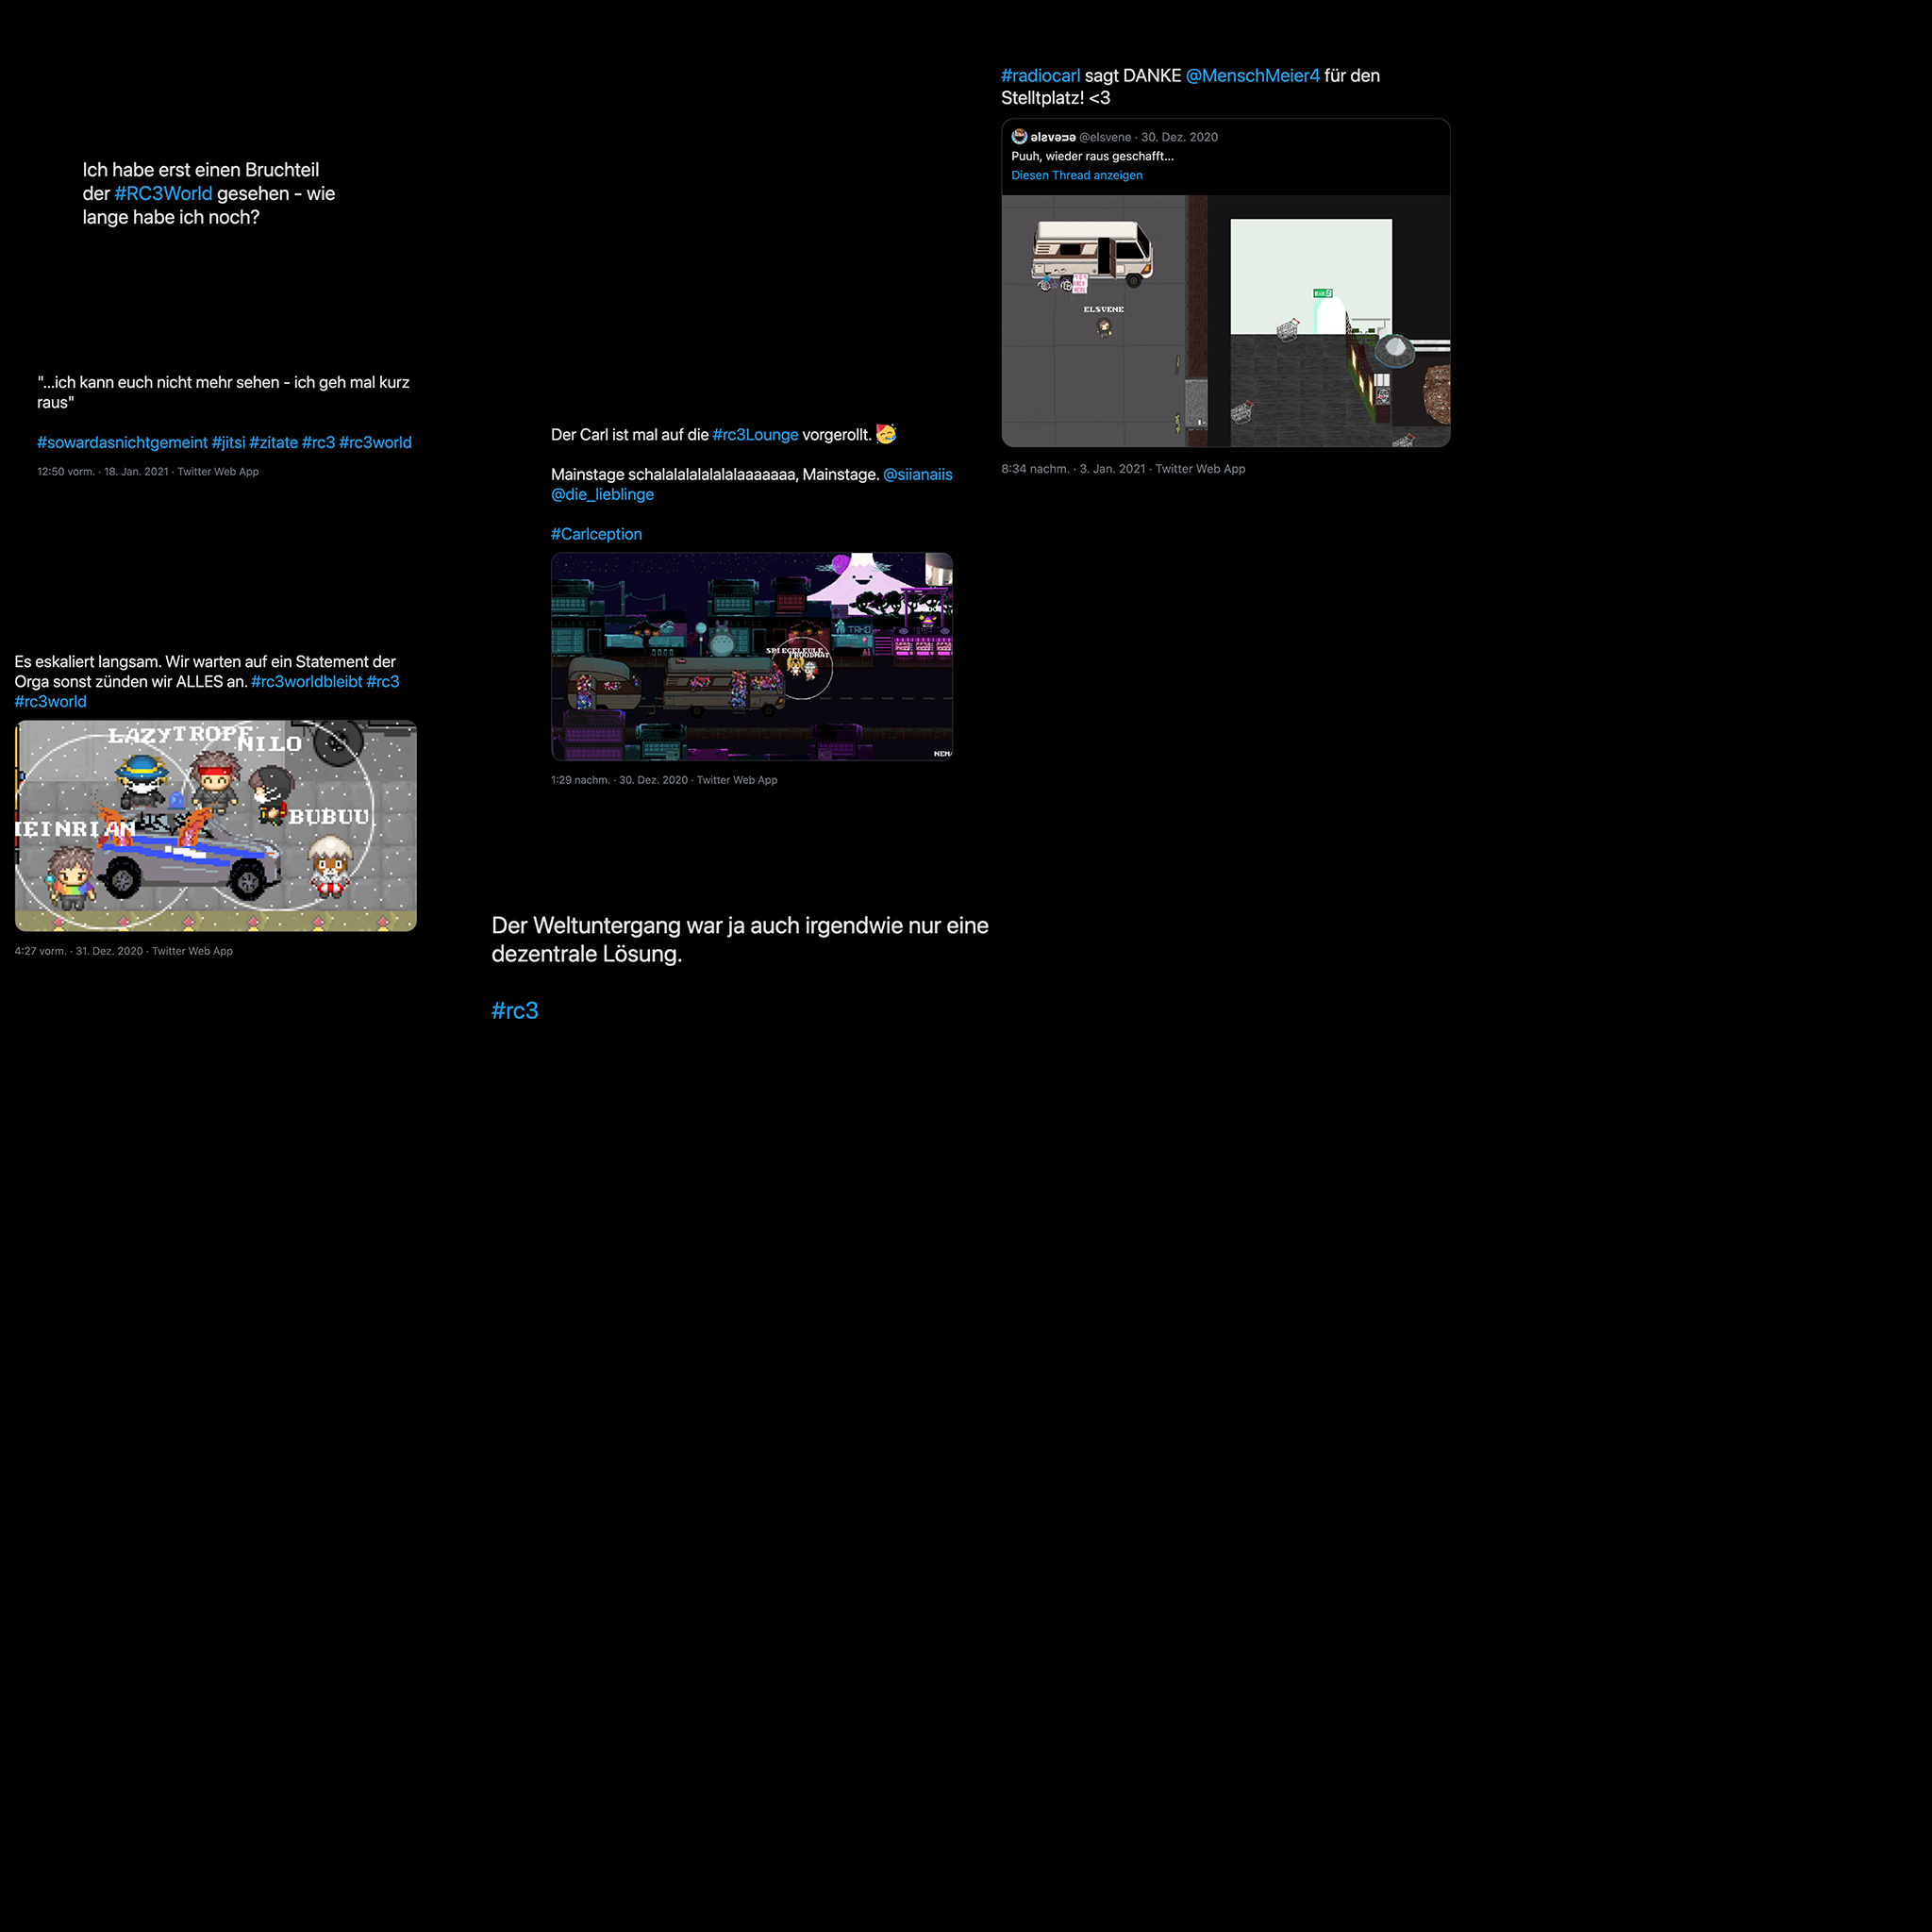 Ich habe erst einen Bruchteil
der #RC3World gesehen - wie
lange habe ich noch?
"...ich kann euch nicht mehr sehen - ich geh mal kurz
raus"
#sowardasnichtgemeint #jitsi #zitate #rc3 #rc3world
12:50 vorm. · 18. Jan. 2021 · Twitter Web App
Es eskaliert langsam. Wir warten auf ein Statement der
Orga sonst zünden wir ALLES an. #rc3worldbleibt #rc3
#rc3world
LAZYTROPE
NILO
BUBUU
EINRIAN
4:27 vorm. · 31. Dez. 2020 · Twitter Web App
Der Carl ist mal auf die #rc3Lounge vorgerollt. 🥳
Mainstage schalalalalalalalaaaaaaa, Mainstage. @siianaiis
@die_lieblinge
#Carlception
TAKO
SPIEGELEULE
NEM
1:29 nachm. · 30. Dez. 2020 · Twitter Web App
Der Weltuntergang war ja auch irgendwie nur eine
dezentrale Lösung.
#rc3
#radiocarl sagt DANKE @MenschMeier4 für den
Stelltplatz! <3
@elsvene · 30. Dez. 2020
Puuh, wieder raus geschafft...
Diesen Thread anzeigen
ELSVENE
8:34 nachm. · 3. Jan. 2021 · Twitter Web App